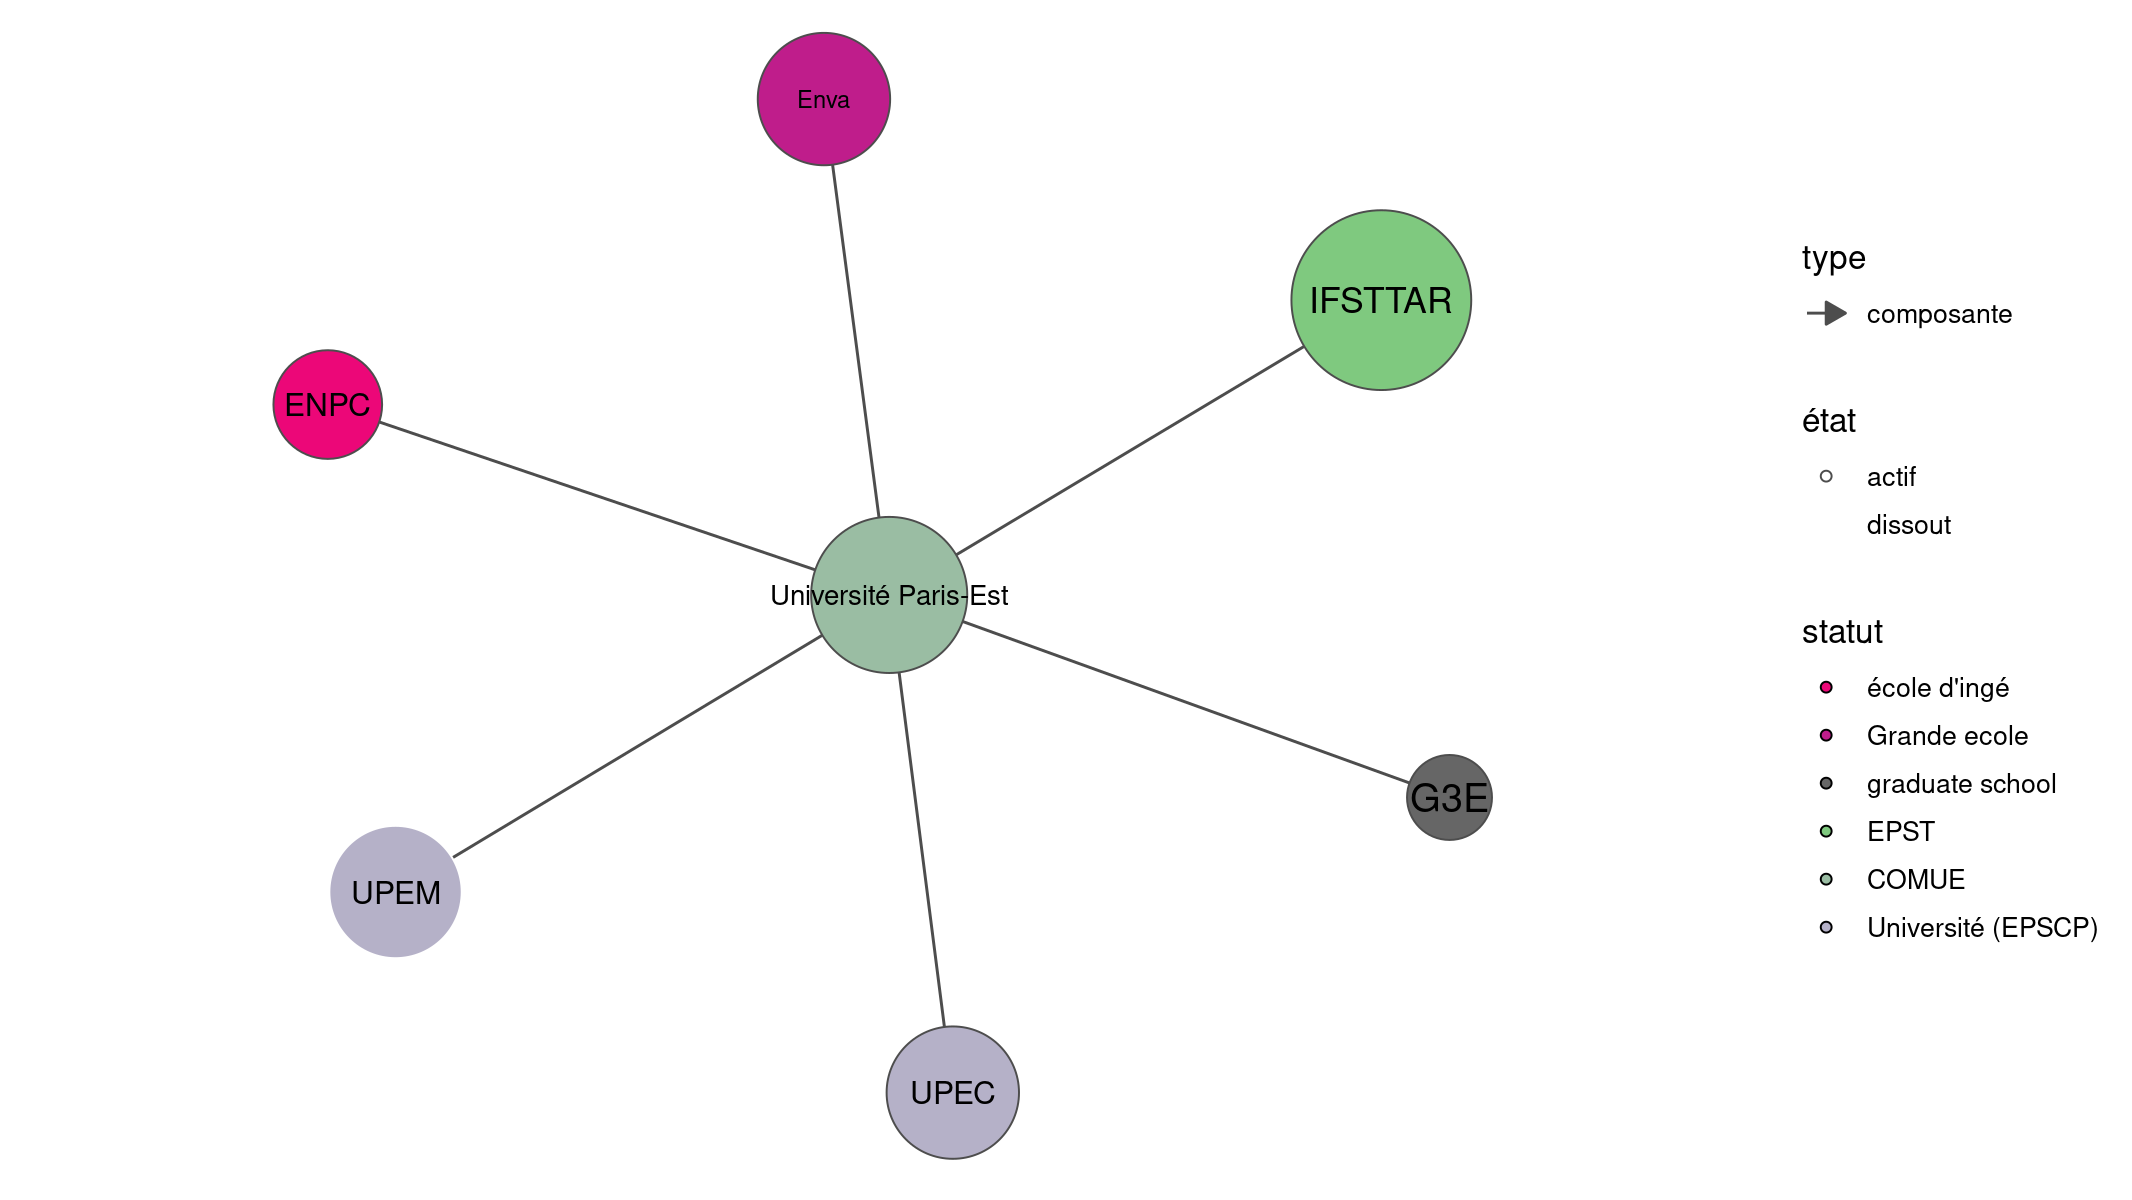 Enva
IFSTTAR
ENPC
Université Paris-Est
G3E
UPEM
UPEC
type
composante
état
actif
dissout
statut
école d'ingé
Grande ecole
graduate school
EPST
COMUE
Université (EPSCP)